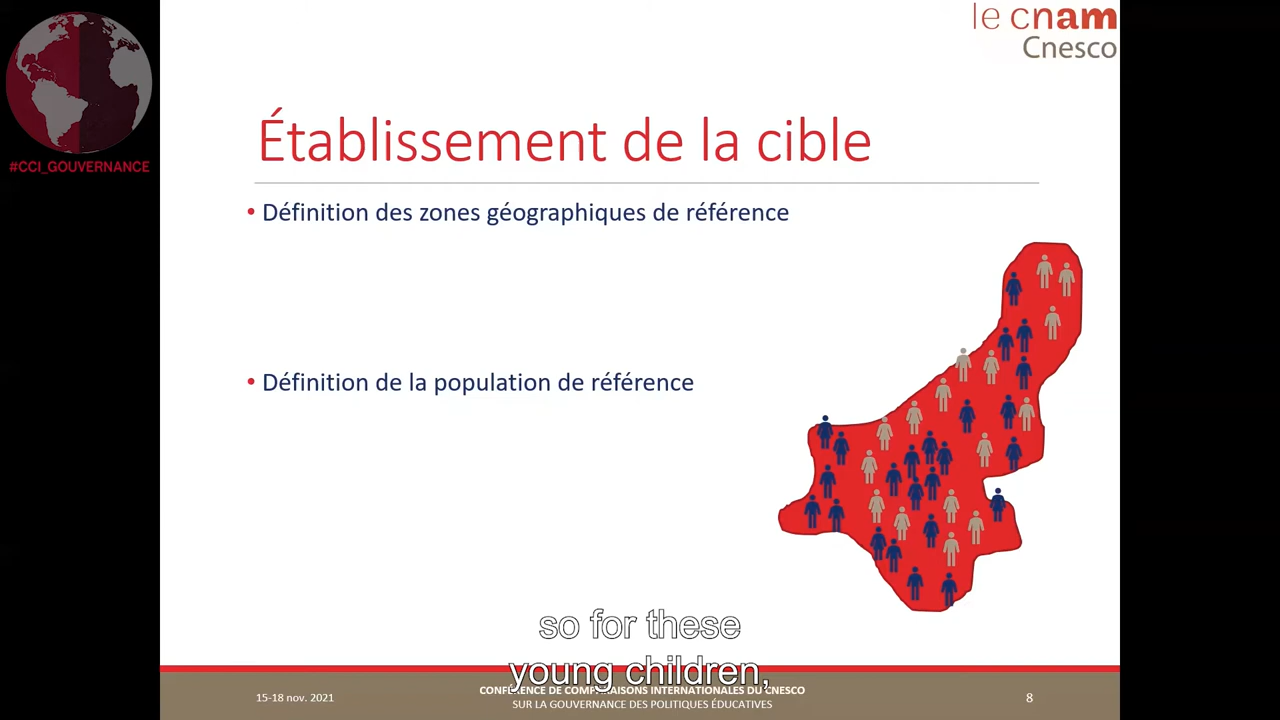 le cnam
Cnesco
#CCI_GOUVERNANCE
Établissement de la cible
• Définition des zones géographiques de référence
• Définition de la population de référence
so for these
young children,
15-18 nov. 2021
CONFÉRENCE DE COMPARAISONS INTERNATIONALES DU CNESCO
SUR LA GOUVERNANCE DES POLITIQUES ÉDUCATIVES
8